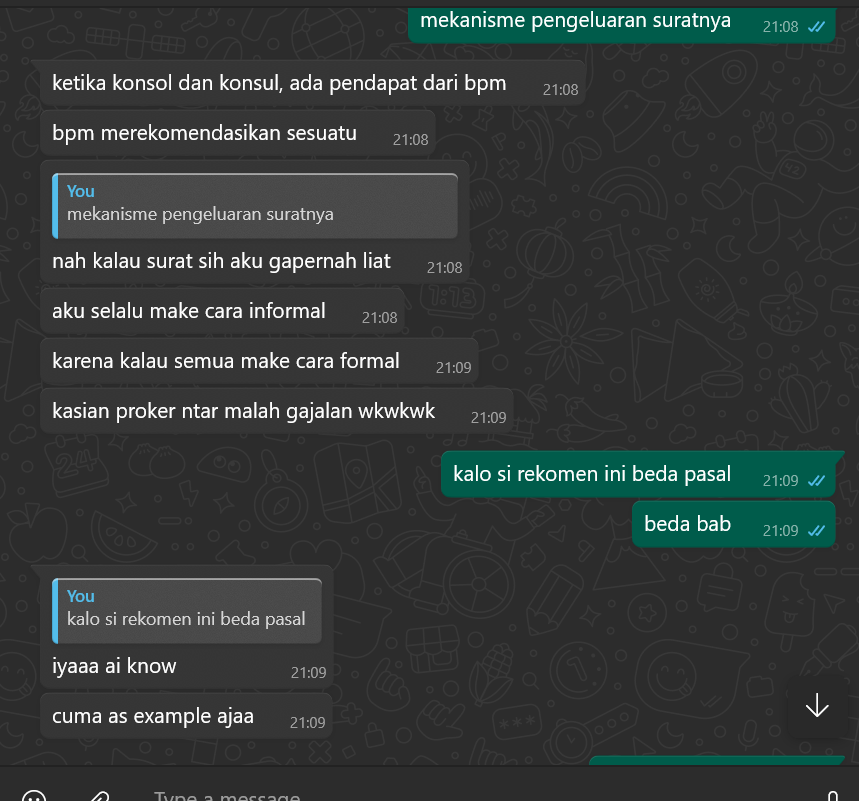 mekanisme pengeluaran suratnya 21:08
ketika konsol dan konsul, ada pendapat dari bpm 21:08
bpm merekomendasikan sesuatu 21:08
You
mekanisme pengeluaran suratnya
nah kalau surat sih aku gapernah liat 21:08
aku selalu make cara informal 21:08
karena kalau semua make cara formal 21:09
kasian proker ntar malah gajalan wkwkwk 21:09
kalo si rekomen ini beda pasal 21:09
beda bab 21:09
You
kalo si rekomen ini beda pasal
iyaaa ai know 21:09
cuma as example ajaa 21:09
Type a message